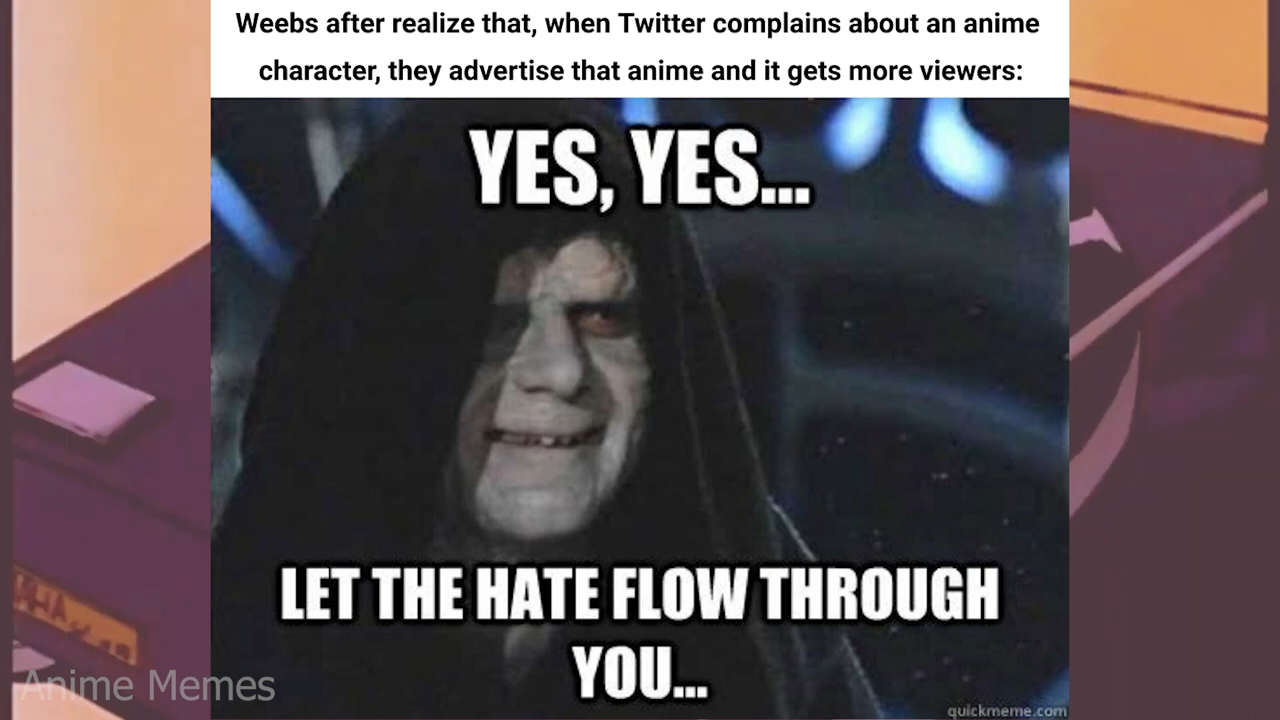 Weebs after realize that, when Twitter complains about an anime
character, they advertise that anime and it gets more viewers:
YES, YES...
LET THE HATE FLOW THROUGH
YOU...
Anime Memes
quickmeme.com